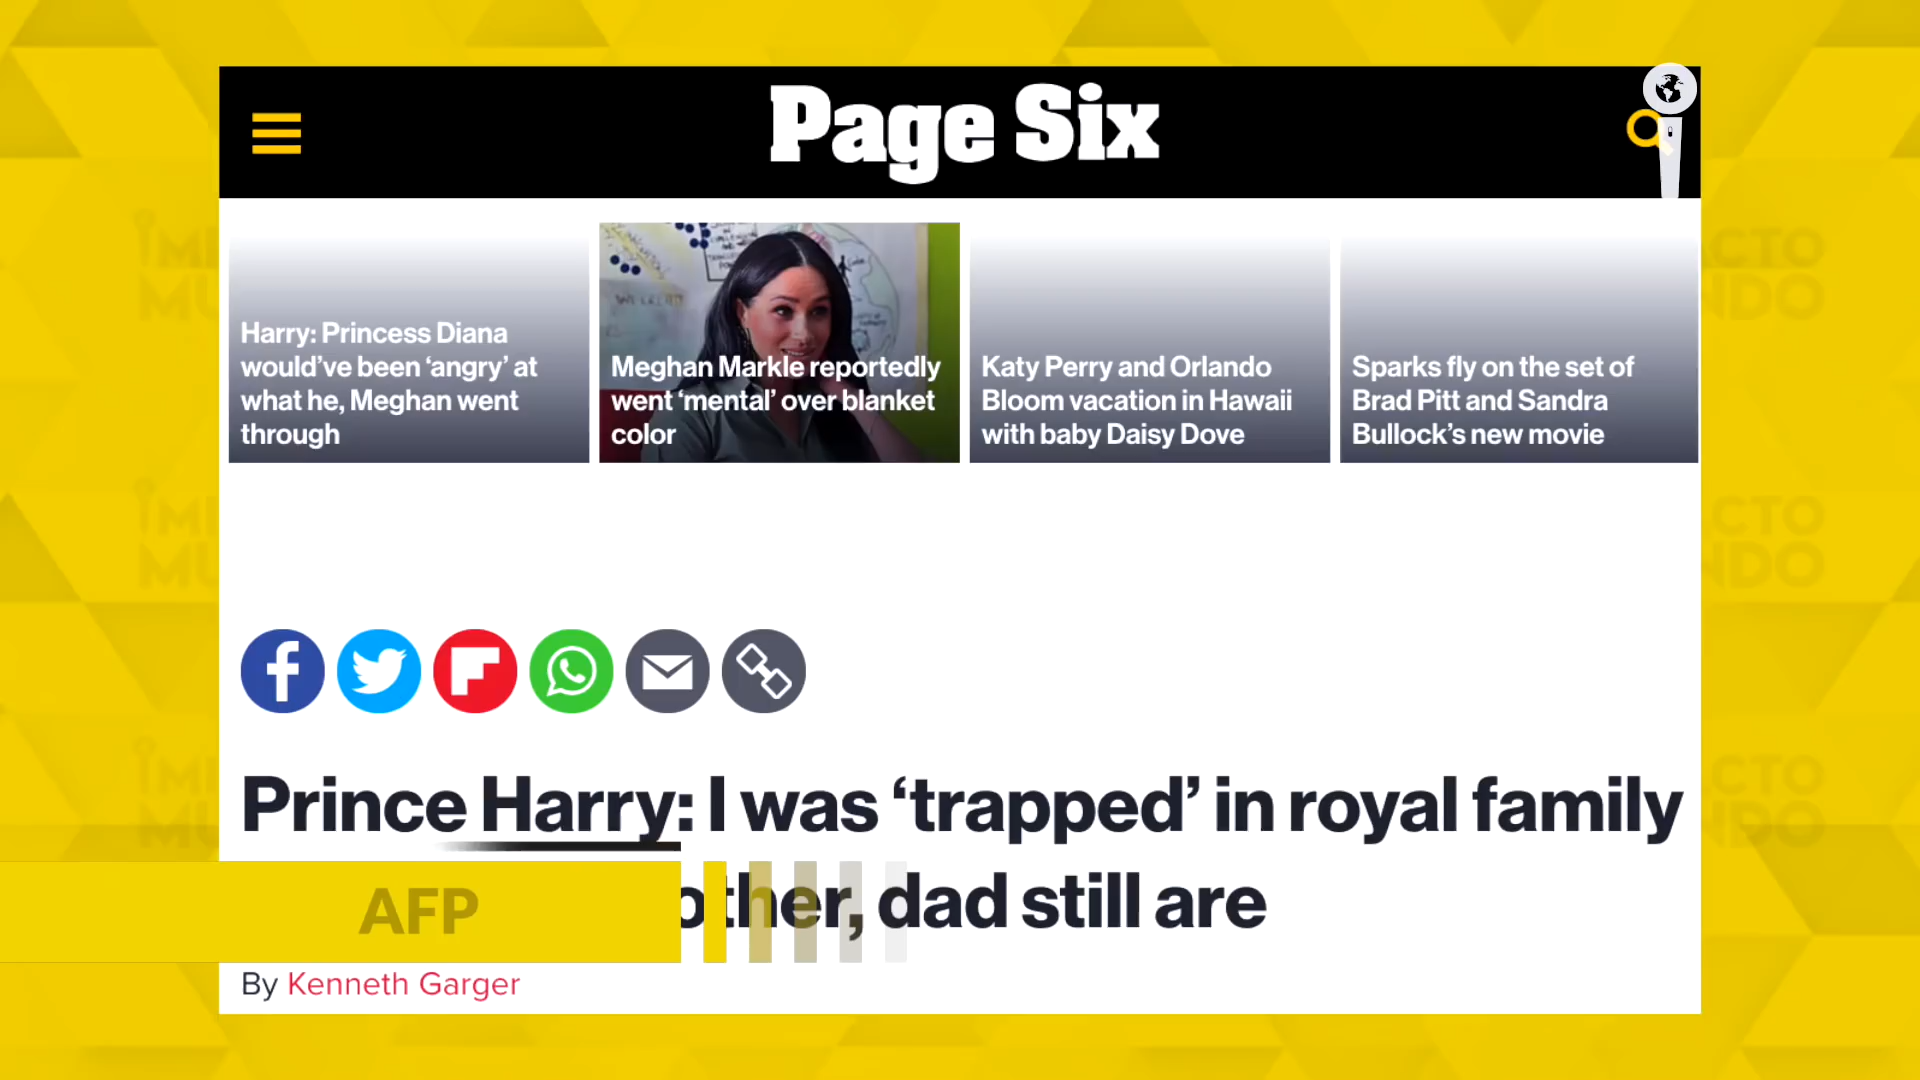 Page Six
Harry: Princess Diana
would’ve been ‘angry’ at
what he, Meghan went
through
Meghan Markle reportedly
went ‘mental’ over blanket
color
Katy Perry and Orlando
Bloom vacation in Hawaii
with baby Daisy Dove
Sparks fly on the set of
Brad Pitt and Sandra
Bullock’s new movie
Prince Harry: I was ‘trapped’ in royal family
AFP
other, dad still are
By Kenneth Garger